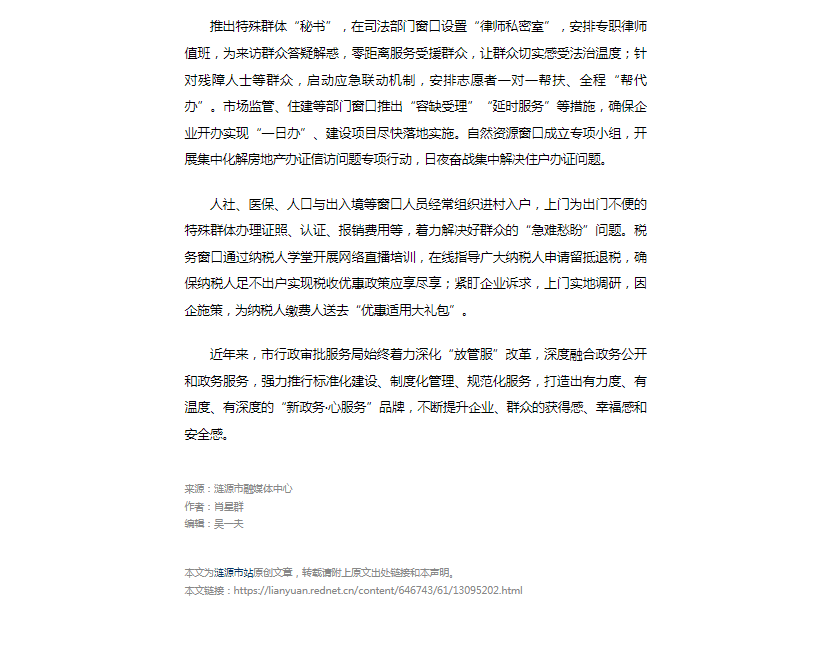 推出特殊群体“秘书”，在司法部门窗口设置“律师私密室”，安排专职律师
值班，为来访群众答疑解惑，零距离服务受援群众，让群众切实感受法治温度；针
对残障人士等群众，启动应急联动机制，安排志愿者一对一帮扶、全程“帮代
办”。市场监管、住建等部门窗口推出“容缺受理”“延时服务”等措施，确保企
业开办实现“一日办”、建设项目尽快落地实施。自然资源窗口成立专项小组，开
展集中化解房地产办证信访问题专项行动，日夜奋战集中解决住户办证问题。
人社、医保、人口与出入境等窗口人员经常组织进村入户，上门为出门不便的
特殊群体办理证照、认证、报销费用等，着力解决好群众的“急难愁盼”问题。税
务窗口通过纳税人学堂开展网络直播培训，在线指导广大纳税人申请留抵退税，确
保纳税人足不出户实现税收优惠政策应享尽享；紧盯企业诉求，上门实地调研，因
企施策，为纳税人缴费人送去“优惠适用大礼包”。
近年来，市行政审批服务局始终着力深化“放管服”改革，深度融合政务公开
和政务服务，强力推行标准化建设、制度化管理、规范化服务，打造出有力度、有
温度、有深度的“新政务·心服务”品牌，不断提升企业、群众的获得感、幸福感和
安全感。
来源：涟源市融媒体中心
作者：肖星群
编辑：吴一夫
本文为涟源市站原创文章，转载请附上原文出处链接和本声明。
本文链接：https://lianyuan.rednet.cn/content/646743/61/13095202.html